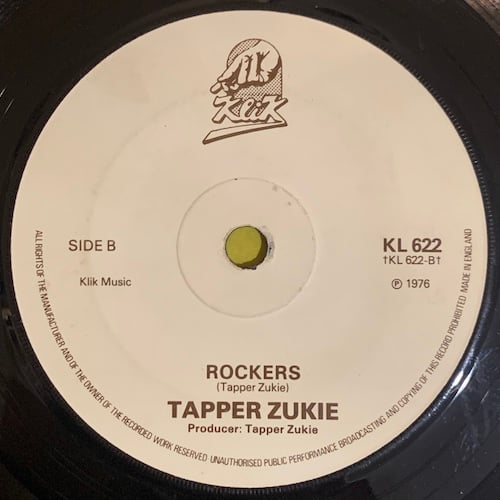 Klik
SIDE B
KL 622
†KL 622-B†
Klik Music
Ⓟ 1976
ROCKERS
(Tapper Zukie)
TAPPER ZUKIE
Producer: Tapper Zukie
ALL RIGHTS OF THE MANUFACTURER AND OF THE OWNER OF THE RECORDED WORK RESERVED·UNAUTHORISED PUBLIC PERFORMANCE BROADCASTING AND COPYING OF THIS RECORD PROHIBITED MADE IN ENGLAND